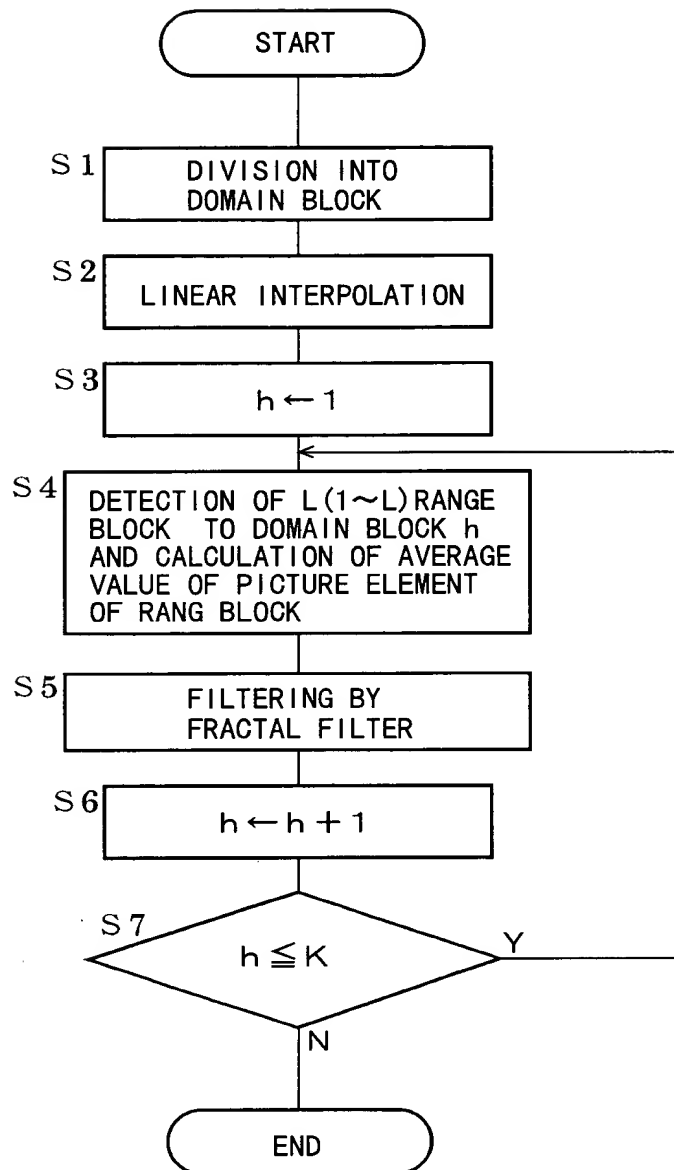 START
S1
DIVISION INTO
DOMAIN BLOCK
S2
LINEAR INTERPOLATION
S3
h ← 1
S4
DETECTION OF L(1~L)RANGE
BLOCK TO DOMAIN BLOCK h
AND CALCULATION OF AVERAGE
VALUE OF PICTURE ELEMENT
OF RANG BLOCK
S5
FILTERING BY
FRACTAL FILTER
S6
h ← h + 1
S7
h ≦ K
Y
N
END